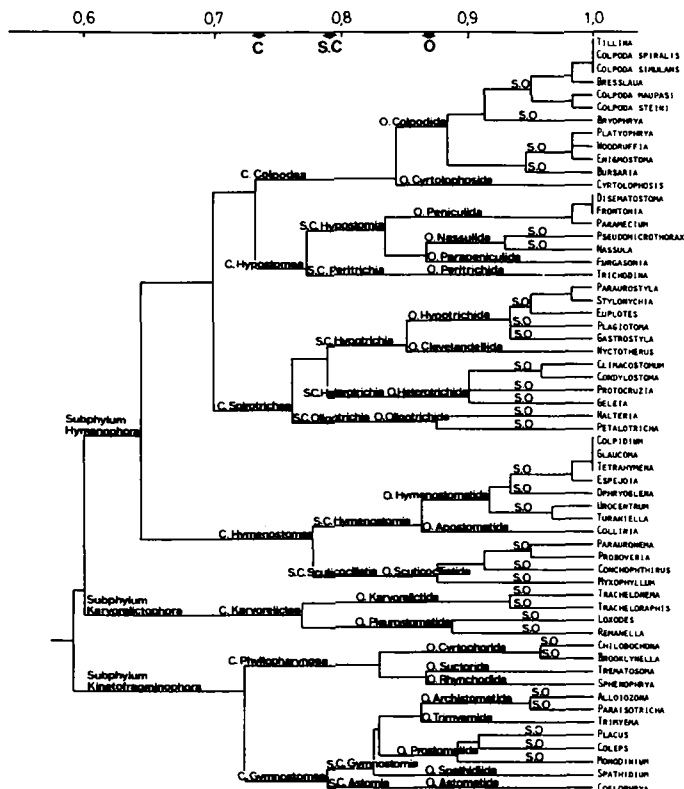 0,6 0,7 0,8 0,9 1,0
C S.C O
TILLINA
COLPODA SPIRALIS
COLPODA SIMULANS
S.O BRESSLAUA
COLPODA MAUPASI
COLPODA STEINI
O. Colpodida S.O BRYOPHRYA
PLATYOPHRYA
S.O WOODRUFFIA
ENIGMOSTOMA
S.O BURSARIA
C. Colpodea O. Cyrtolophosida CYRTOLOPHOSIS
DISEMATOSTOMA
O. Peniculida FRONTONIA
S.C. Hypostomia PARAMECIUM
O. Nassulida S.O PSEUDOMICROTHORAX
S.O NASSULA
C. Hypostomea O. Parapeniculida FURGASONIA
S.C. Peritrichia O. Peritrichida TRICHODINA
PARAUROSTYLA
S.O STYLONYCHIA
O. Hypotrichida EUPLOTES
S.O PLAGIOTOMA
S.C. Hypotrichia S.O GASTROSTYLA
O. Clevelandellida NYCTOTHERUS
S.O CLIMACOSTOMUM
CONDYLOSTOMA
S.C. Heterotrichia O. Heterotrichida S.O PROTOCRUZIA
S.O GELEIA
C. Spirotrichea S.C. Oligotrichia O. Oligotrichida S.O HALTERIA
S.O PETALOTRICHA
Subphylum
Hymenophora
COLPIDIUM
GLAUCOMA
S.O TETRAHYMENA
ESPEJOIA
O. Hymenostomatida S.O OPHRYOGLENA
S.O UROCENTRUM
S.C. Hymenostomia TURANIELLA
C. Hymenostomea O. Apostomatida COLLINIA
S.O PARAURONEMA
PROBOVERIA
S.C. Scuticociliatia O. Scuticociliatida S.O CONCHOPHTHIRUS
S.O MYXOPHYLLUM
Subphylum
Karyorelictophora
O. Karyorelictida S.O TRACHELONEMA
C. Karyorelictea S.O TRACHELORAPHIS
O. Pleurostomatida S.O LOXODES
S.O REMANELLA
O. Cyrtophorida S.O CHILODOCHONA
S.O BROOKLYNELLA
C. Phyllopharyngea O. Suctorida TREMATOSOMA
O. Rhynchodida SPHENOPHRYA
Subphylum
Kinetofragminophora
O. Archistomatida S.O ALLOIOZONA
S.O PARAISOTRICHA
O. Trimyemida TRIMYEMA
S.O PLACUS
O. Prostomatida S.O COLEPS
S.O MONODINIUM
S.C. Gymnostomia O. Spathidiida SPATHIDIUM
C. Gymnostomea S.C. Astomia O. Astomatida COELOPHRYA